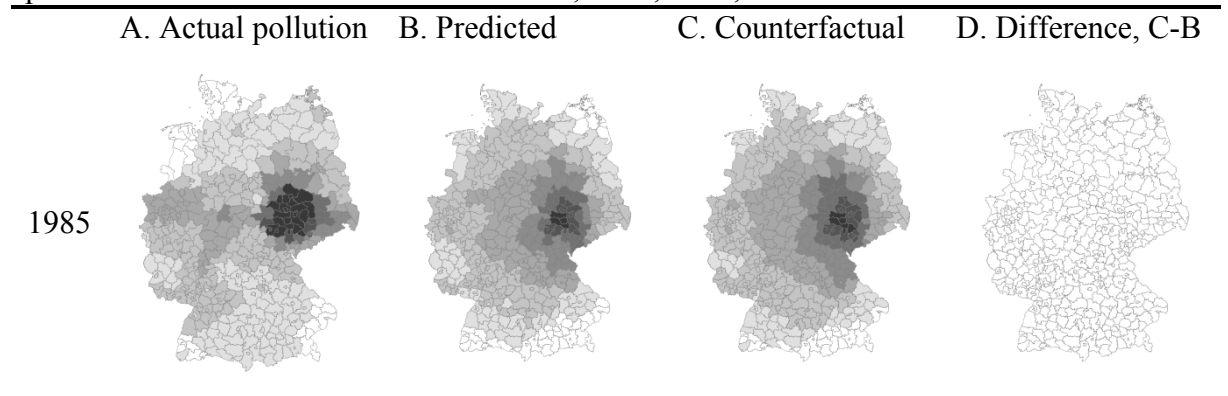 A. Actual pollution B. Predicted C. Counterfactual D. Difference, C-B
1985